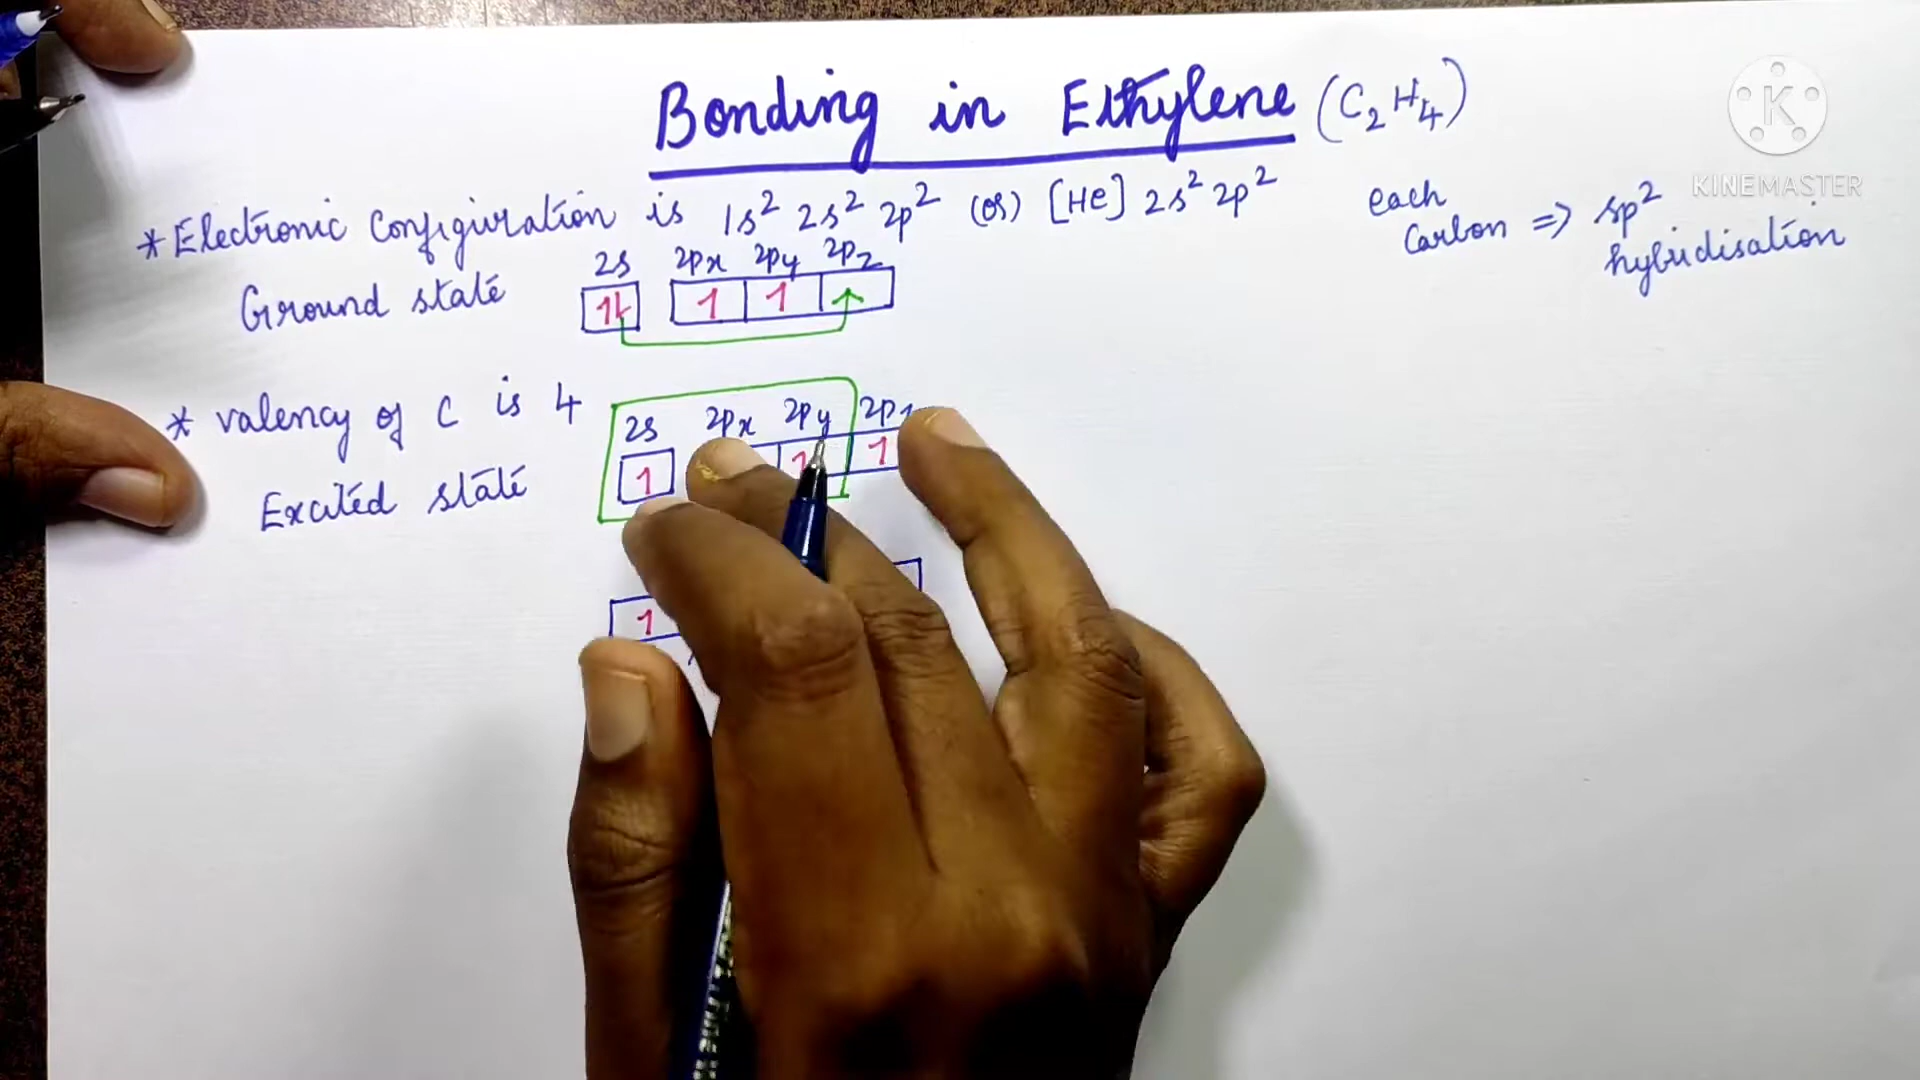 Bonding in Ethylene (C₂H₄)
* Electronic Configuration is 1s² 2s² 2p² (or) [He] 2s² 2p²
each
Carbon => sp²
hybridisation
2s 2px 2py 2pz
Ground state 1L 1 1 ↑
* Valency of C is 4
2s 2px 2py
Excited state 1 1 1
1
K
KINEMASTER